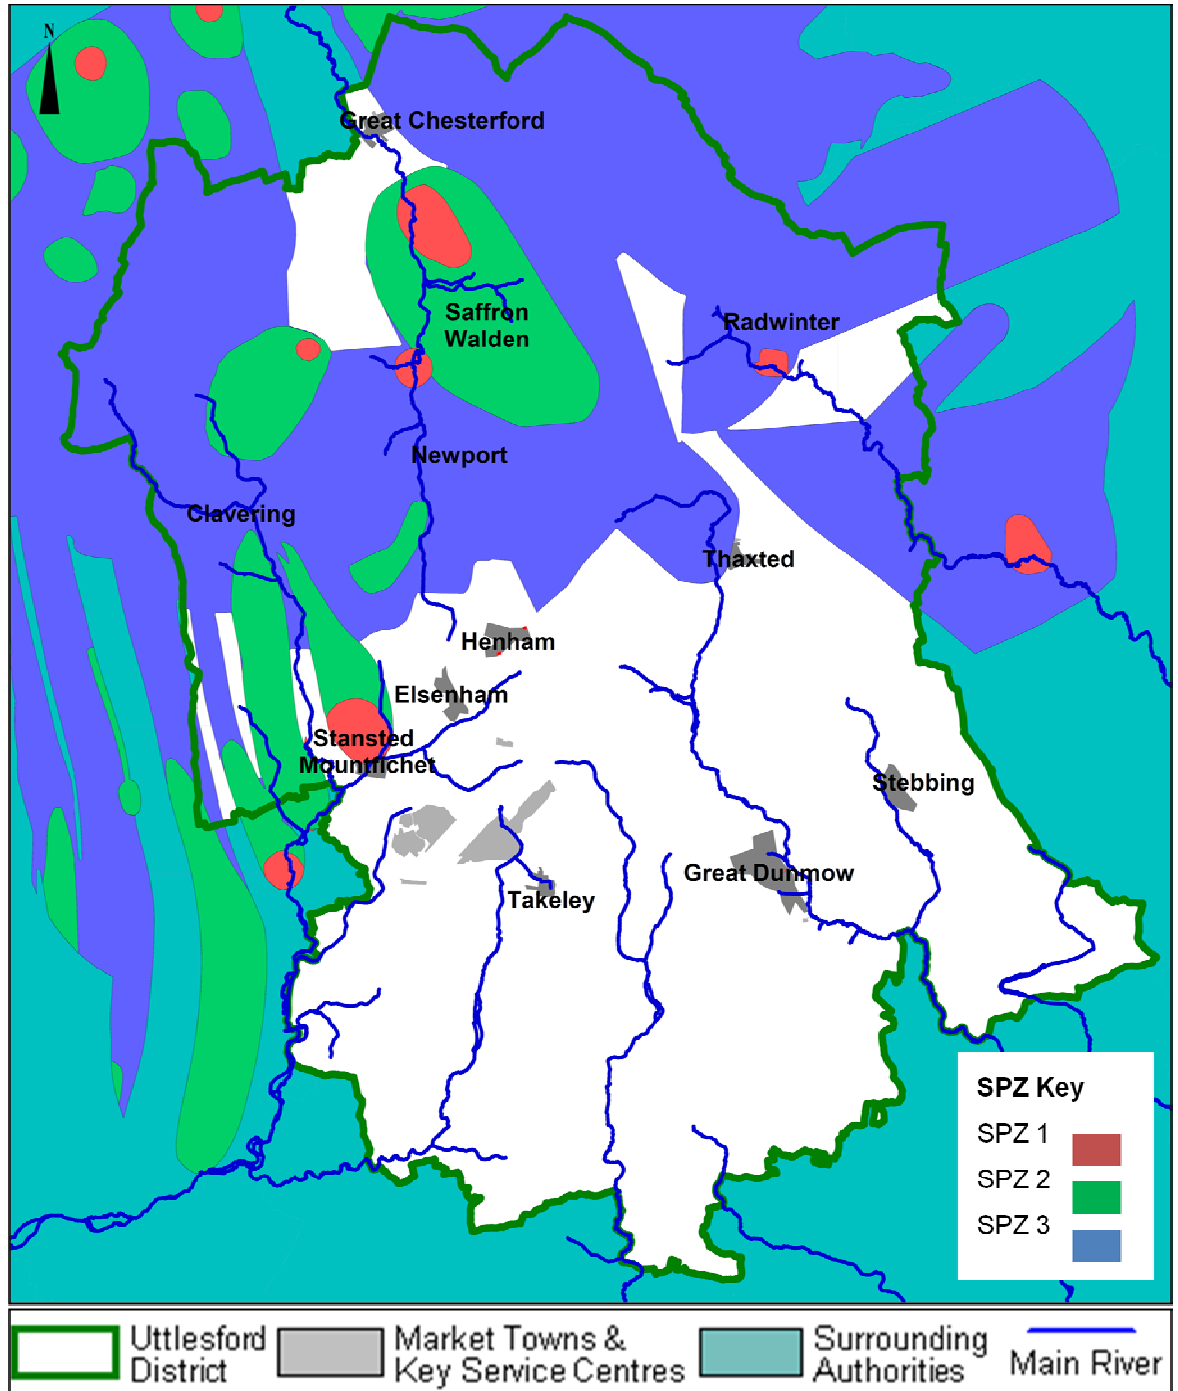 N
Great Chesterford
Saffron
Walden
Radwinter
Newport
Clavering
Thaxted
Henham
Elsenham
Stansted
Mountfichet
Stebbing
Great Dunmow
Takeley
SPZ Key
SPZ 1
SPZ 2
SPZ 3
Uttlesford
District
Market Towns &
Key Service Centres
Surrounding
Authorities
Main River